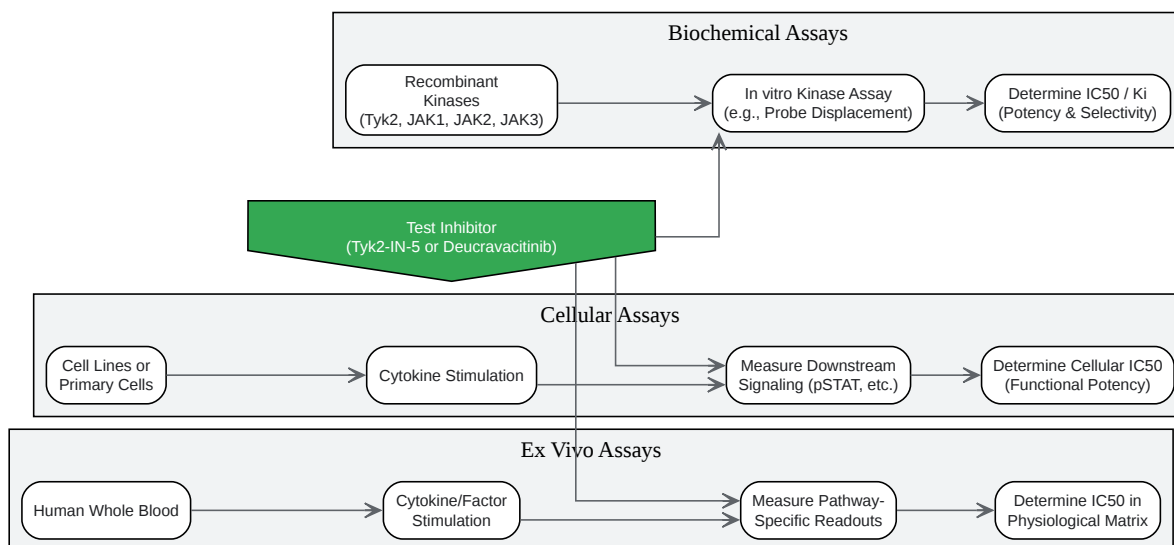 Biochemical Assays
Recombinant
Kinases
(Tyk2, JAK1, JAK2, JAK3)
In vitro Kinase Assay
(e.g., Probe Displacement)
Determine IC50 / Ki
(Potency & Selectivity)
Test Inhibitor
(Tyk2-IN-5 or Deucravacitinib)
Cellular Assays
Cell Lines or
Primary Cells
Cytokine Stimulation
Measure Downstream
Signaling (pSTAT, etc.)
Determine Cellular IC50
(Functional Potency)
Ex Vivo Assays
Human Whole Blood
Cytokine/Factor
Stimulation
Measure Pathway-
Specific Readouts
Determine IC50 in
Physiological Matrix